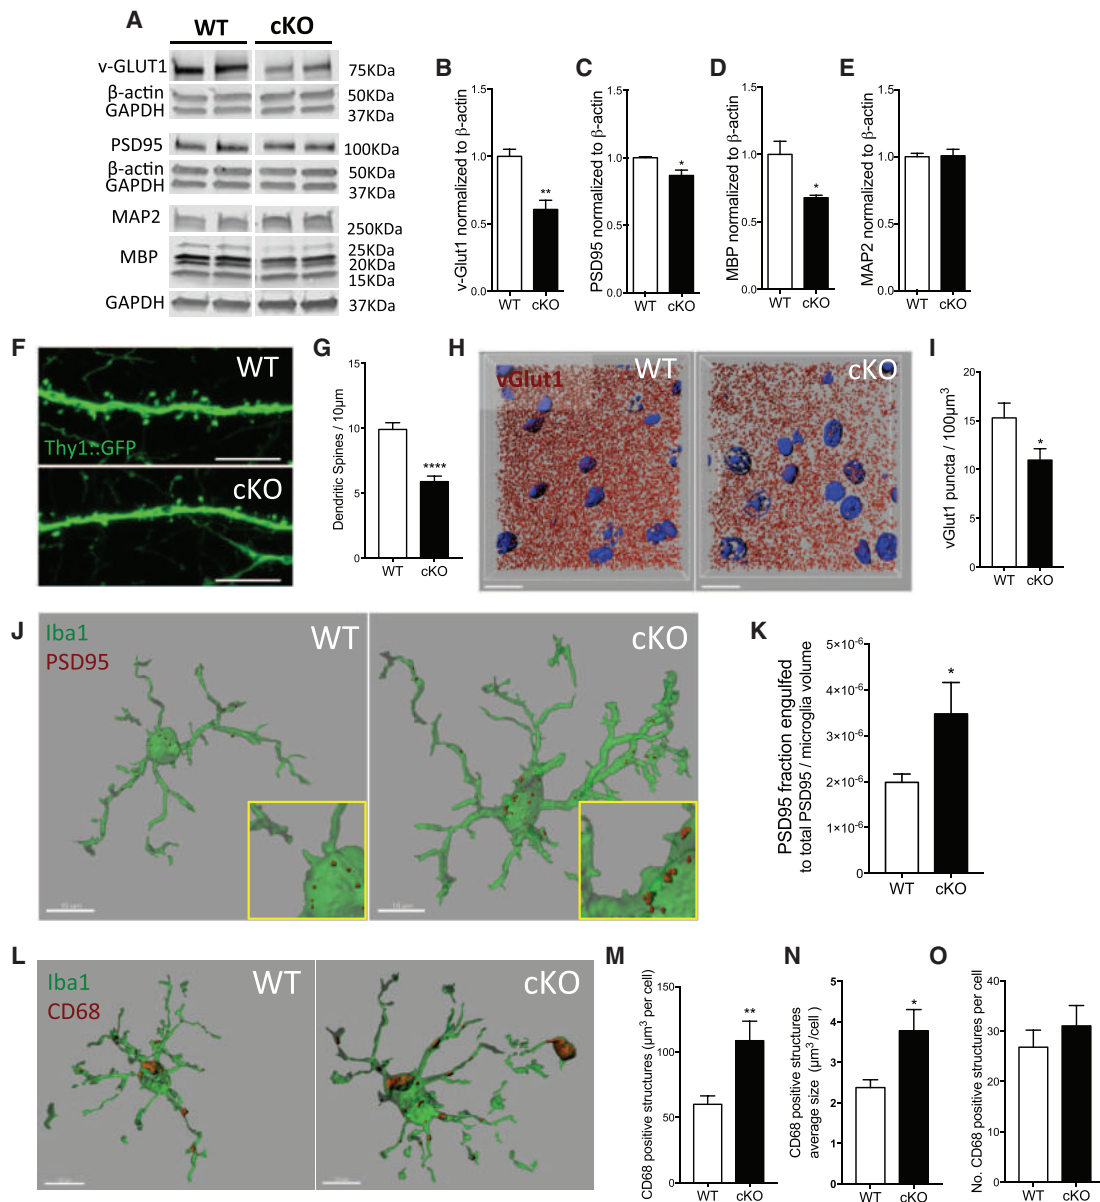 A
WT cKO
v-GLUT1 75KDa
β-actin 50KDa
GAPDH 37KDa
PSD95 100KDa
β-actin 50KDa
GAPDH 37KDa
MAP2 250KDa
MBP 25KDa
20KDa
15KDa
GAPDH 37KDa
B
v-Glut1 normalized to β-actin
1.5
1.0
0.5
0.0
**
WT cKO
C
PSD95 normalized to β-actin
1.5
1.0
0.5
0.0
*
WT cKO
D
MBP normalized to β-actin
1.5
1.0
0.5
0.0
*
WT cKO
E
MAP2 normalized to β-actin
1.5
1.0
0.5
0.0
WT cKO
F
WT
Thy1::GFP
cKO
G
Dendritic Spines / 10µm
15
10
5
0
****
WT cKO
H
vGlut1 WT
cKO
I
vGlut1 puncta / 100µm³
20
15
10
5
0
*
WT cKO
J
Iba1
PSD95
WT
cKO
10 µm
K
PSD95 fraction engulfed
to total PSD95 / microglia volume
5×10⁻⁶
4×10⁻⁶
3×10⁻⁶
2×10⁻⁶
1×10⁻⁶
0
*
WT cKO
L
Iba1
CD68
WT
cKO
M
CD68 positive structures (µm³ per cell)
150
100
50
0
**
WT cKO
N
CD68 positive structures
average size (µm³ /cell)
5
4
3
2
1
0
*
WT cKO
O
No. CD68 positive structures per cell
40
30
20
10
0
WT cKO